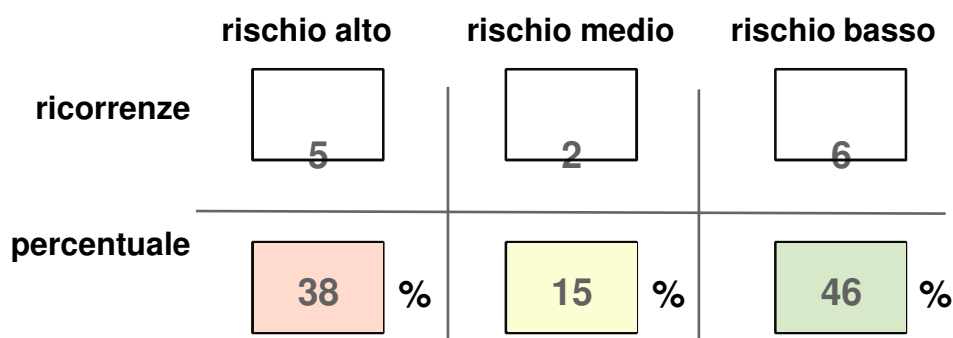 rischio alto rischio medio rischio basso
ricorrenze
5 2 6
percentuale
38 % 15 % 46 %